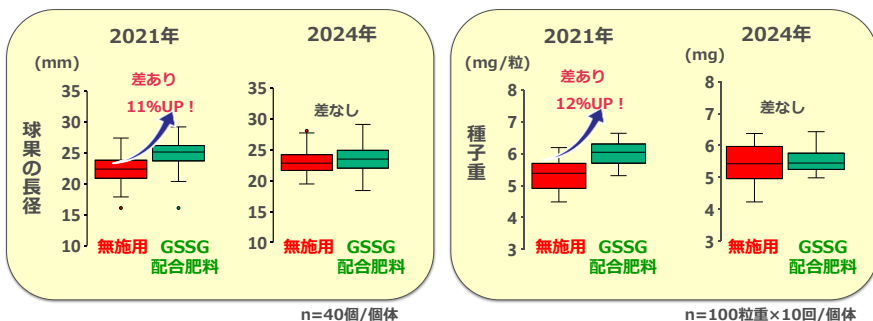 2021年
2024年
(mm)
差あり
11%UP！
差なし
球果の長径
35
30
25
20
15
10
35
30
25
20
15
10
無施用
GSSG
配合肥料
無施用
GSSG
配合肥料
n=40個/個体
2021年
2024年
(mg/粒)
(mg)
差あり
12%UP！
差なし
種子重
8
7
6
5
4
3
8
7
6
5
4
3
無施用
GSSG
配合肥料
無施用
GSSG
配合肥料
n=100粒重×10回/個体